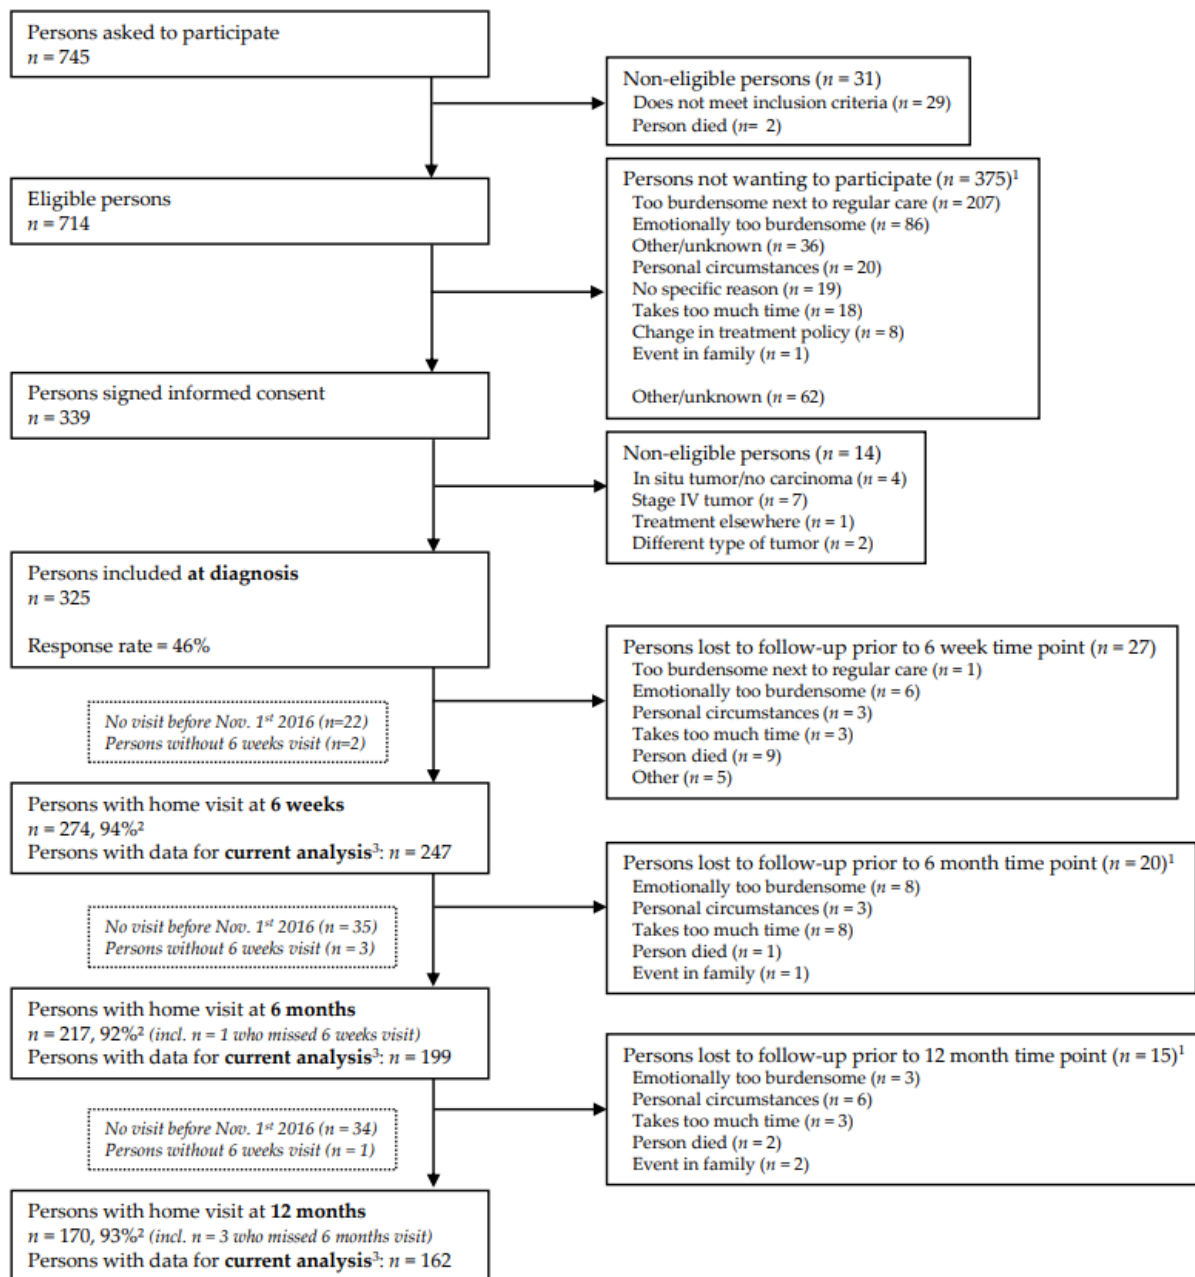 Persons asked to participate
n = 745
Non-eligible persons (n = 31)
Does not meet inclusion criteria (n = 29)
Person died (n= 2)
Eligible persons
n = 714
Persons not wanting to participate (n = 375)¹
Too burdensome next to regular care (n = 207)
Emotionally too burdensome (n = 86)
Other/unknown (n = 36)
Personal circumstances (n = 20)
No specific reason (n = 19)
Takes too much time (n = 18)
Change in treatment policy (n = 8)
Event in family (n = 1)
Other/unknown (n = 62)
Persons signed informed consent
n = 339
Non-eligible persons (n = 14)
In situ tumor/no carcinoma (n = 4)
Stage IV tumor (n = 7)
Treatment elsewhere (n = 1)
Different type of tumor (n = 2)
Persons included at diagnosis
n = 325
Response rate = 46%
Persons lost to follow-up prior to 6 week time point (n = 27)
Too burdensome next to regular care (n = 1)
Emotionally too burdensome (n = 6)
Personal circumstances (n = 3)
Takes too much time (n = 3)
Person died (n = 9)
Other (n = 5)
No visit before Nov. 1st 2016 (n=22)
Persons without 6 weeks visit (n=2)
Persons with home visit at 6 weeks
n = 274, 94%²
Persons with data for current analysis³: n = 247
Persons lost to follow-up prior to 6 month time point (n = 20)¹
Emotionally too burdensome (n = 8)
Personal circumstances (n = 3)
Takes too much time (n = 8)
Person died (n = 1)
Event in family (n = 1)
No visit before Nov. 1st 2016 (n = 35)
Persons without 6 weeks visit (n = 3)
Persons with home visit at 6 months
n = 217, 92%² (incl. n = 1 who missed 6 weeks visit)
Persons with data for current analysis³: n = 199
Persons lost to follow-up prior to 12 month time point (n = 15)¹
Emotionally too burdensome (n = 3)
Personal circumstances (n = 6)
Takes too much time (n = 3)
Person died (n = 2)
Event in family (n = 2)
No visit before Nov. 1st 2016 (n = 34)
Persons without 6 weeks visit (n = 1)
Persons with home visit at 12 months
n = 170, 93%² (incl. n = 3 who missed 6 months visit)
Persons with data for current analysis³: n = 162